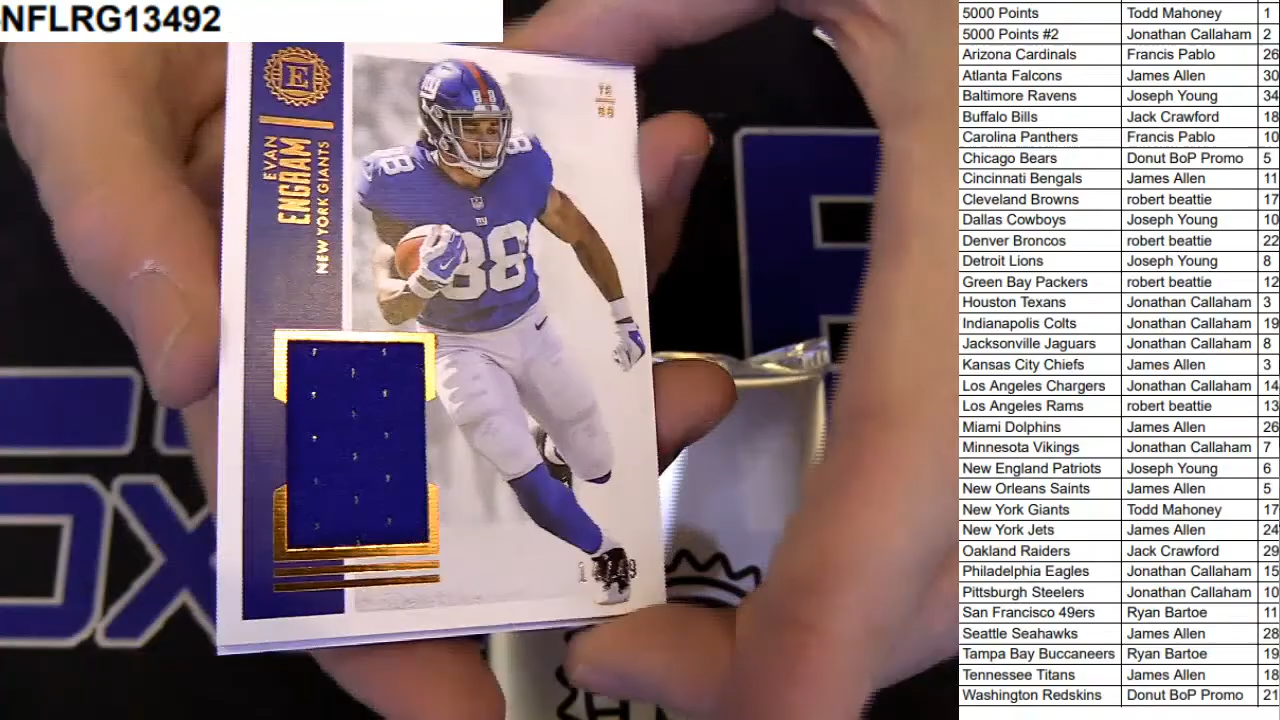 NFLRG13492
E
EVAN
ENGRAM
NEW YORK GIANTS
88
88
5000 Points Todd Mahoney 1
5000 Points #2 Jonathan Callaham 2
Arizona Cardinals Francis Pablo 26
Atlanta Falcons James Allen 30
Baltimore Ravens Joseph Young 34
Buffalo Bills Jack Crawford 18
Carolina Panthers Francis Pablo 10
Chicago Bears Donut BoP Promo 5
Cincinnati Bengals James Allen 11
Cleveland Browns robert beattie 17
Dallas Cowboys Joseph Young 10
Denver Broncos robert beattie 22
Detroit Lions Joseph Young 8
Green Bay Packers robert beattie 12
Houston Texans Jonathan Callaham 3
Indianapolis Colts Jonathan Callaham 19
Jacksonville Jaguars Jonathan Callaham 8
Kansas City Chiefs James Allen 3
Los Angeles Chargers Jonathan Callaham 14
Los Angeles Rams robert beattie 13
Miami Dolphins James Allen 26
Minnesota Vikings Jonathan Callaham 7
New England Patriots Joseph Young 6
New Orleans Saints James Allen 5
New York Giants Todd Mahoney 17
New York Jets James Allen 24
Oakland Raiders Jack Crawford 29
Philadelphia Eagles Jonathan Callaham 15
Pittsburgh Steelers Jonathan Callaham 10
San Francisco 49ers Ryan Bartoe 11
Seattle Seahawks James Allen 28
Tampa Bay Buccaneers Ryan Bartoe 19
Tennessee Titans James Allen 18
Washington Redskins Donut BoP Promo 21